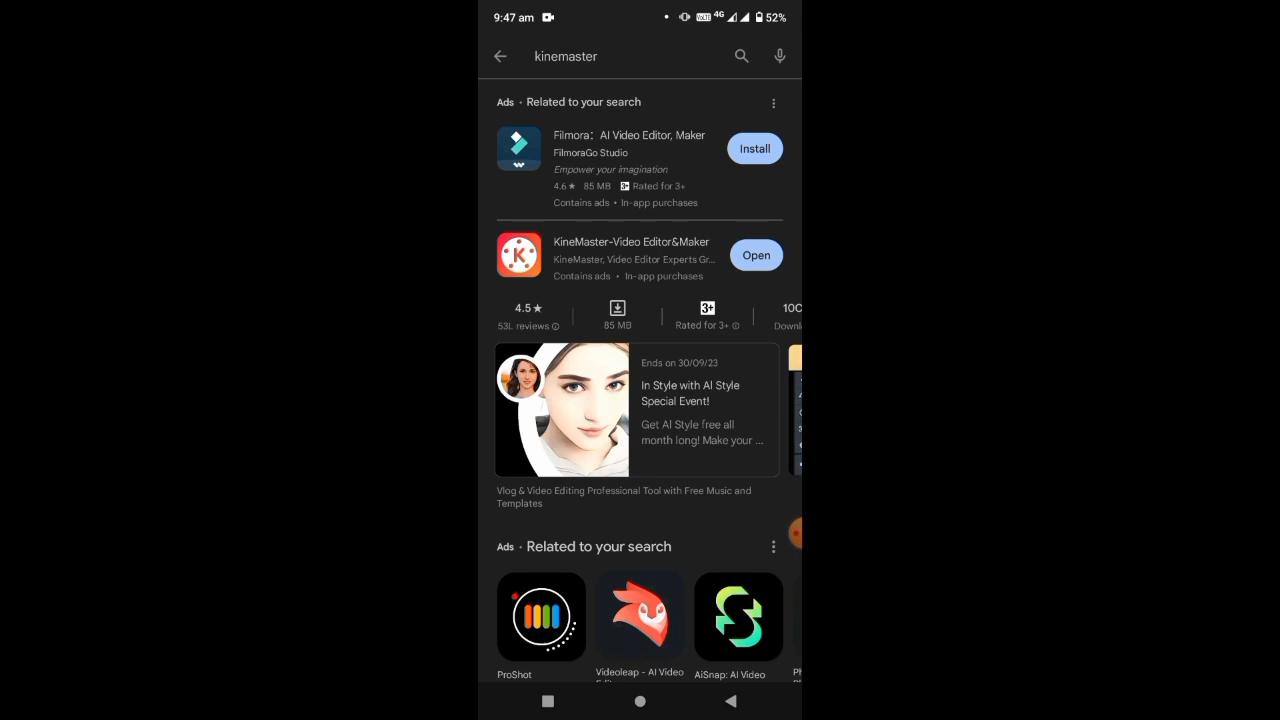 9:47 am VoLTE 4G 52%
kinemaster
Ads • Related to your search
Filmora: AI Video Editor, Maker
FilmoraGo Studio
Install
Empower your imagination
4.6★ 85 MB 3+ Rated for 3+
Contains ads • In-app purchases
K
KineMaster-Video Editor&Maker
KineMaster, Video Editor Experts Gr...
Open
Contains ads • In-app purchases
4.5★ 3+
53L reviews 85 MB Rated for 3+
Ends on 30/09/23
In Style with AI Style
Special Event!
Get AI Style free all
month long! Make your ...
Vlog & Video Editing Professional Tool with Free Music and
Templates
Ads • Related to your search
ProShot
Videoleap - AI Video
AiSnap: AI Video